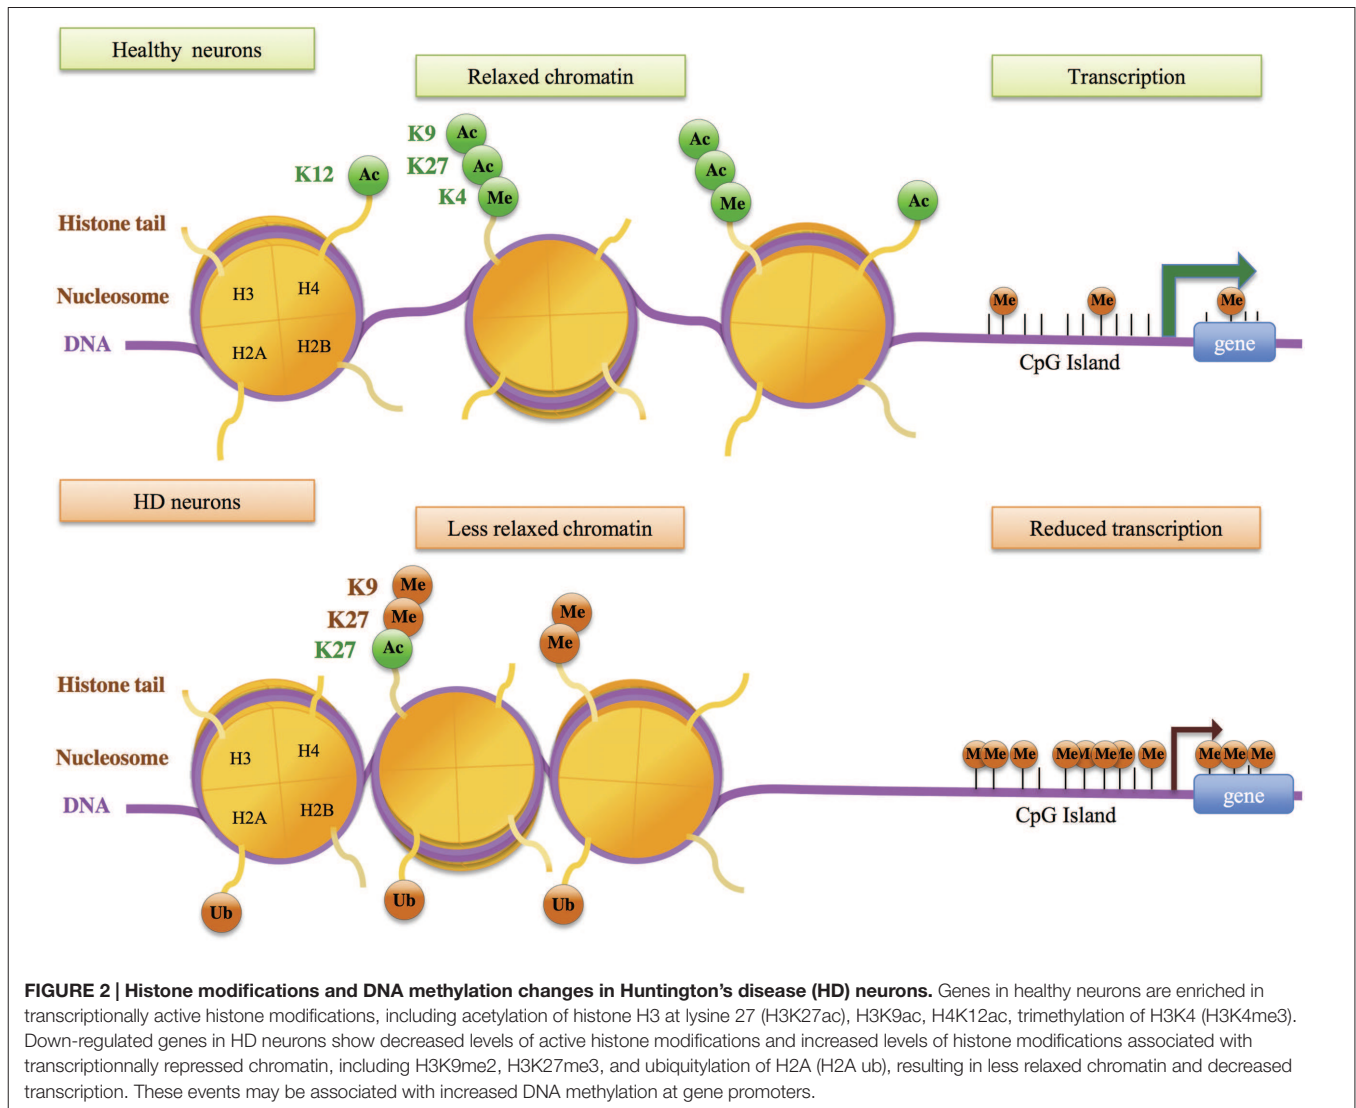 Healthy neurons
Relaxed chromatin
Transcription
K9 Ac
K27 Ac
K4 Me
K12 Ac
Ac
Ac
Me
Ac
Histone tail
Nucleosome
DNA
H3 H4
H2A H2B
Me Me Me
CpG Island
gene
HD neurons
Less relaxed chromatin
Reduced transcription
K9 Me
K27 Me
K27 Ac
Me
Me
Histone tail
Nucleosome
DNA
H3 H4
H2A H2B
Ub Ub Ub
M Me Me Me M Me Me Me Me Me Me
CpG Island
gene
FIGURE 2 | Histone modifications and DNA methylation changes in Huntington's disease (HD) neurons. Genes in healthy neurons are enriched in
transcriptionally active histone modifications, including acetylation of histone H3 at lysine 27 (H3K27ac), H3K9ac, H4K12ac, trimethylation of H3K4 (H3K4me3).
Down-regulated genes in HD neurons show decreased levels of active histone modifications and increased levels of histone modifications associated with
transcriptionnally repressed chromatin, including H3K9me2, H3K27me3, and ubiquitylation of H2A (H2A ub), resulting in less relaxed chromatin and decreased
transcription. These events may be associated with increased DNA methylation at gene promoters.